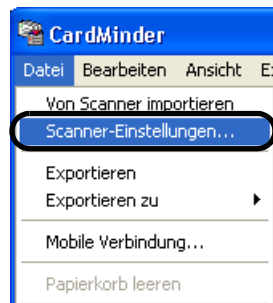 CardMinder
Datei Bearbeiten Ansicht
Von Scanner importieren
Scanner-Einstellungen...
Exportieren
Exportieren zu
Mobile Verbindung...
Papierkorb leeren